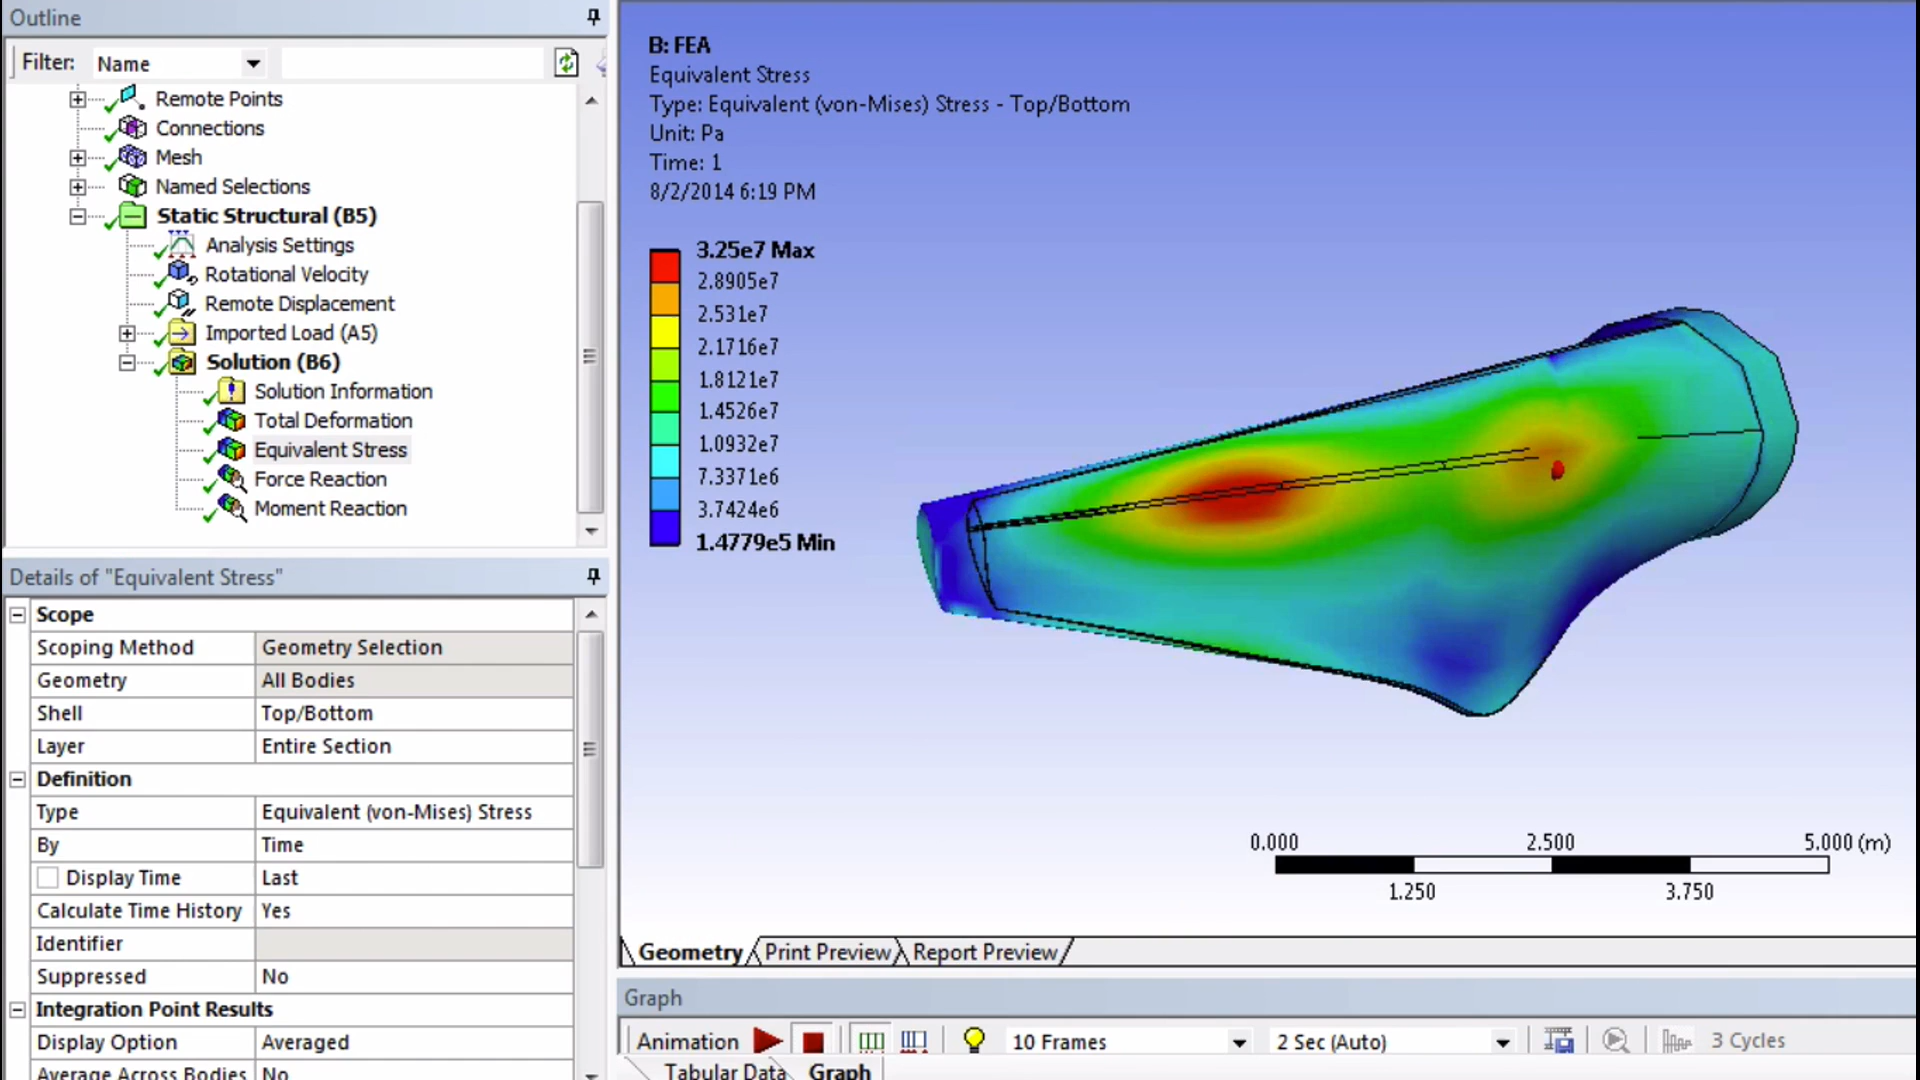 Outline
Filter: Name
Remote Points
Connections
Mesh
Named Selections
Static Structural (B5)
Analysis Settings
Rotational Velocity
Remote Displacement
Imported Load (A5)
Solution (B6)
Solution Information
Total Deformation
Equivalent Stress
Force Reaction
Moment Reaction
Details of "Equivalent Stress"
Scope
Scoping Method Geometry Selection
Geometry All Bodies
Shell Top/Bottom
Layer Entire Section
Definition
Type Equivalent (von-Mises) Stress
By Time
Display Time Last
Calculate Time History Yes
Identifier
Suppressed No
Integration Point Results
Display Option Averaged
Average Across Bodies No
B: FEA
Equivalent Stress
Type: Equivalent (von-Mises) Stress - Top/Bottom
Unit: Pa
Time: 1
8/2/2014 6:19 PM
3.25e7 Max
2.8905e7
2.531e7
2.1716e7
1.8121e7
1.4526e7
1.0932e7
7.3371e6
3.7424e6
1.4779e5 Min
0.000 2.500 5.000 (m)
1.250 3.750
Geometry Print Preview Report Preview
Graph
Animation 10 Frames 2 Sec (Auto) 3 Cycles
Tabular Data Graph